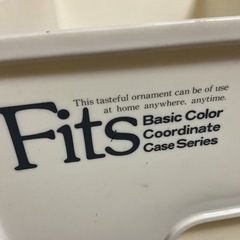 This tasteful ornament can be of use
at home anywhere, anytime.
Fits
Basic Color
Coordinate
Case Series